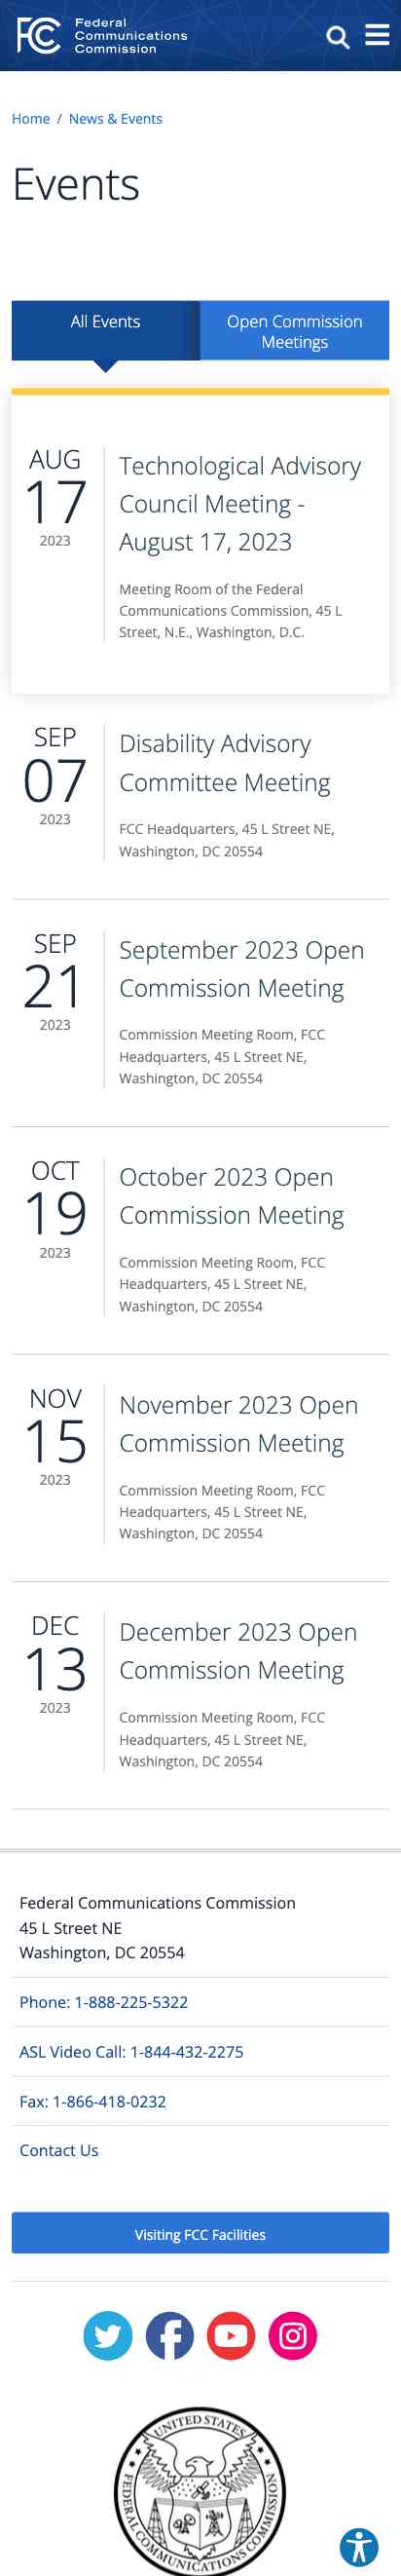 FCC
Federal
Communications
Commission
Home / News & Events
Events
All Events
Open Commission
Meetings
AUG
17
2023
Technological Advisory
Council Meeting -
August 17, 2023
Meeting Room of the Federal
Communications Commission, 45 L
Street, N.E., Washington, D.C.
SEP
07
2023
Disability Advisory
Committee Meeting
FCC Headquarters, 45 L Street NE,
Washington, DC 20554
SEP
21
2023
September 2023 Open
Commission Meeting
Commission Meeting Room, FCC
Headquarters, 45 L Street NE,
Washington, DC 20554
OCT
19
2023
October 2023 Open
Commission Meeting
Commission Meeting Room, FCC
Headquarters, 45 L Street NE,
Washington, DC 20554
NOV
15
2023
November 2023 Open
Commission Meeting
Commission Meeting Room, FCC
Headquarters, 45 L Street NE,
Washington, DC 20554
DEC
13
2023
December 2023 Open
Commission Meeting
Commission Meeting Room, FCC
Headquarters, 45 L Street NE,
Washington, DC 20554
Federal Communications Commission
45 L Street NE
Washington, DC 20554
Phone: 1-888-225-5322
ASL Video Call: 1-844-432-2275
Fax: 1-866-418-0232
Contact Us
Visiting FCC Facilities
UNITED STATES
FEDERAL COMMUNICATIONS COMMISSION